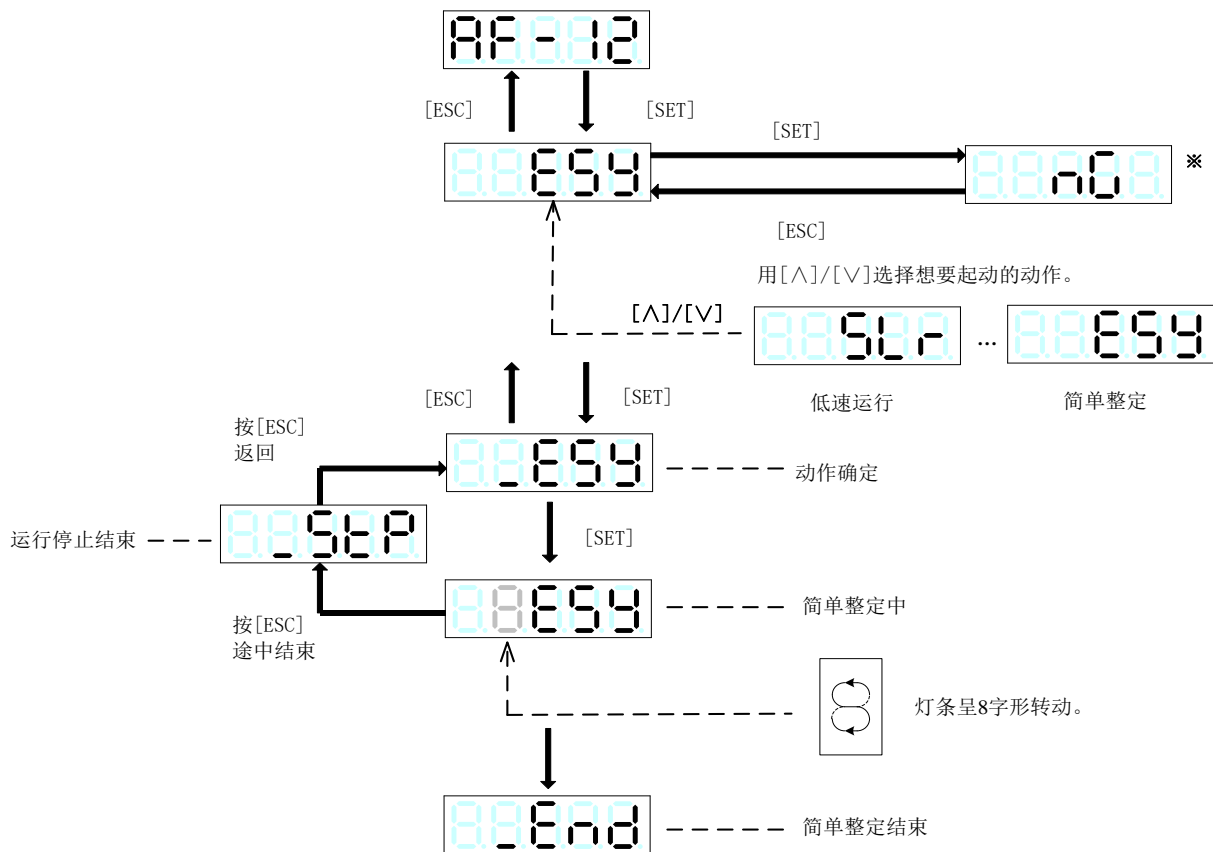 AF-12
[ESC]
[SET]
ESy
[SET]
nG
※
[ESC]
用[∧]/[∨]选择想要起动的动作。
[∧]/[∨]
SLr
...
ESy
低速运行
简单整定
[ESC]
[SET]
按[ESC]
返回
_ESy
动作确定
运行停止结束
_StP
[SET]
ESy
简单整定中
按[ESC]
途中结束
灯条呈8字形转动。
_End
简单整定结束